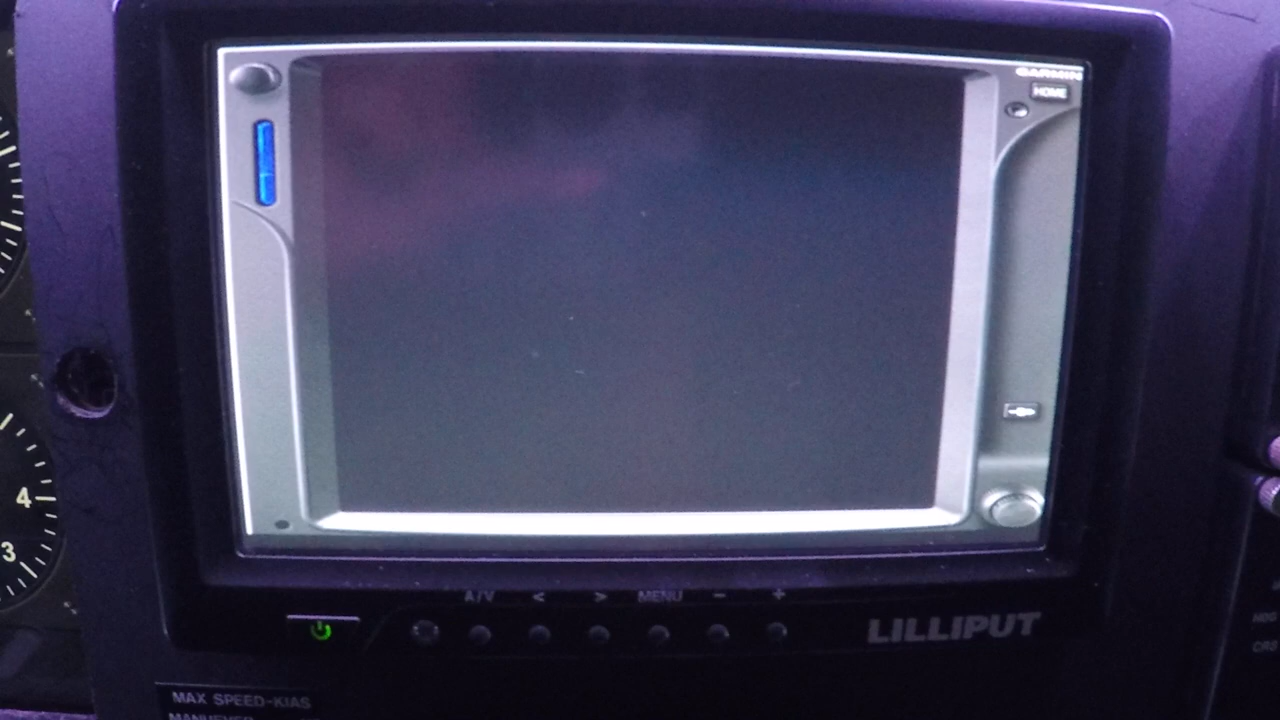 GARMIN
HOME
4
3
A/V < > MENU - +
LILLIPUT
MAX SPEED-KIAS